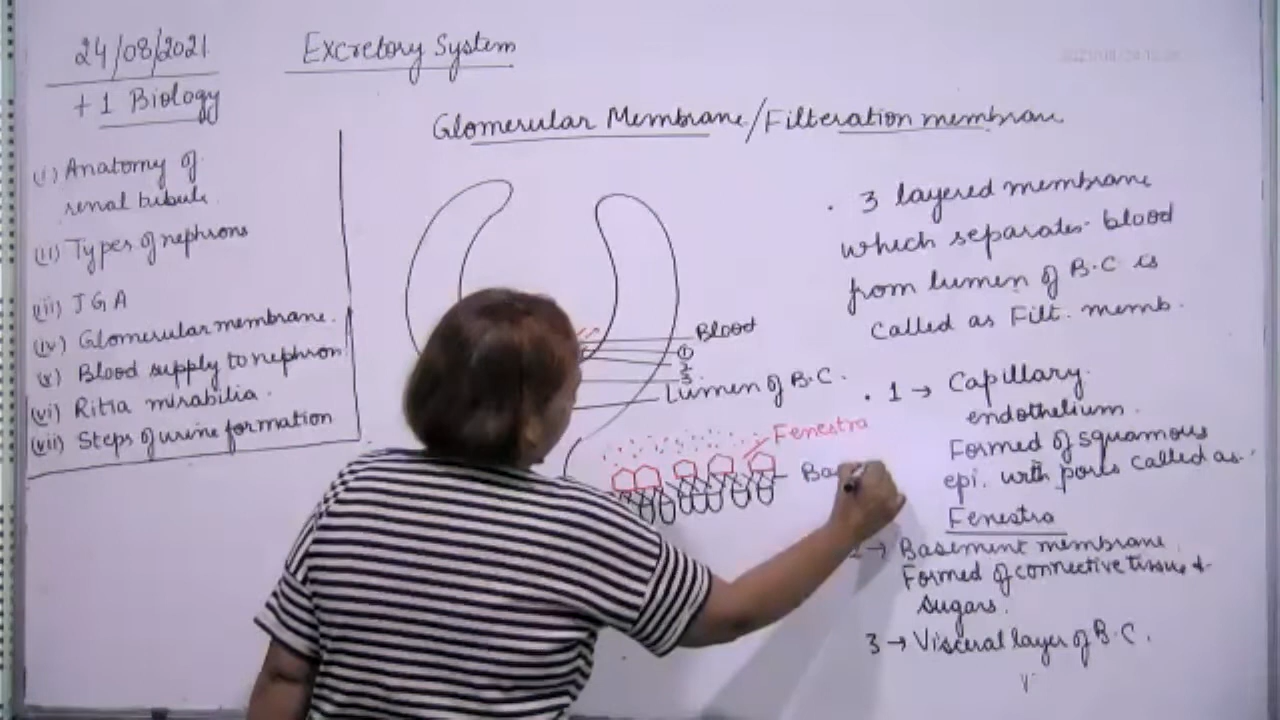 24/08/2021
+1 Biology
Excretory System
Glomerular Membrane/Filteration membran
(i) Anatomy of
renal tubule
(ii) Types of nephrons
(iii) JGA
(iv) Glomerular membrane.
(v) Blood supply to nephron
(vi) Ritia mirabilia.
(vii) Steps of urine formation
Blood
①
2
3
Lumen of B.C.
Fenestra
Ba
. 3 layered membrane
which separates blood
from lumen of B.C is
called as Filt. memb.
. 1 → Capillary
endothelium.
Formed of squamous
epi. with pores called as
Fenestra
2 → Basement membrane
Formed of connective tissue +
sugars.
3 → Visceral layer of B.C.